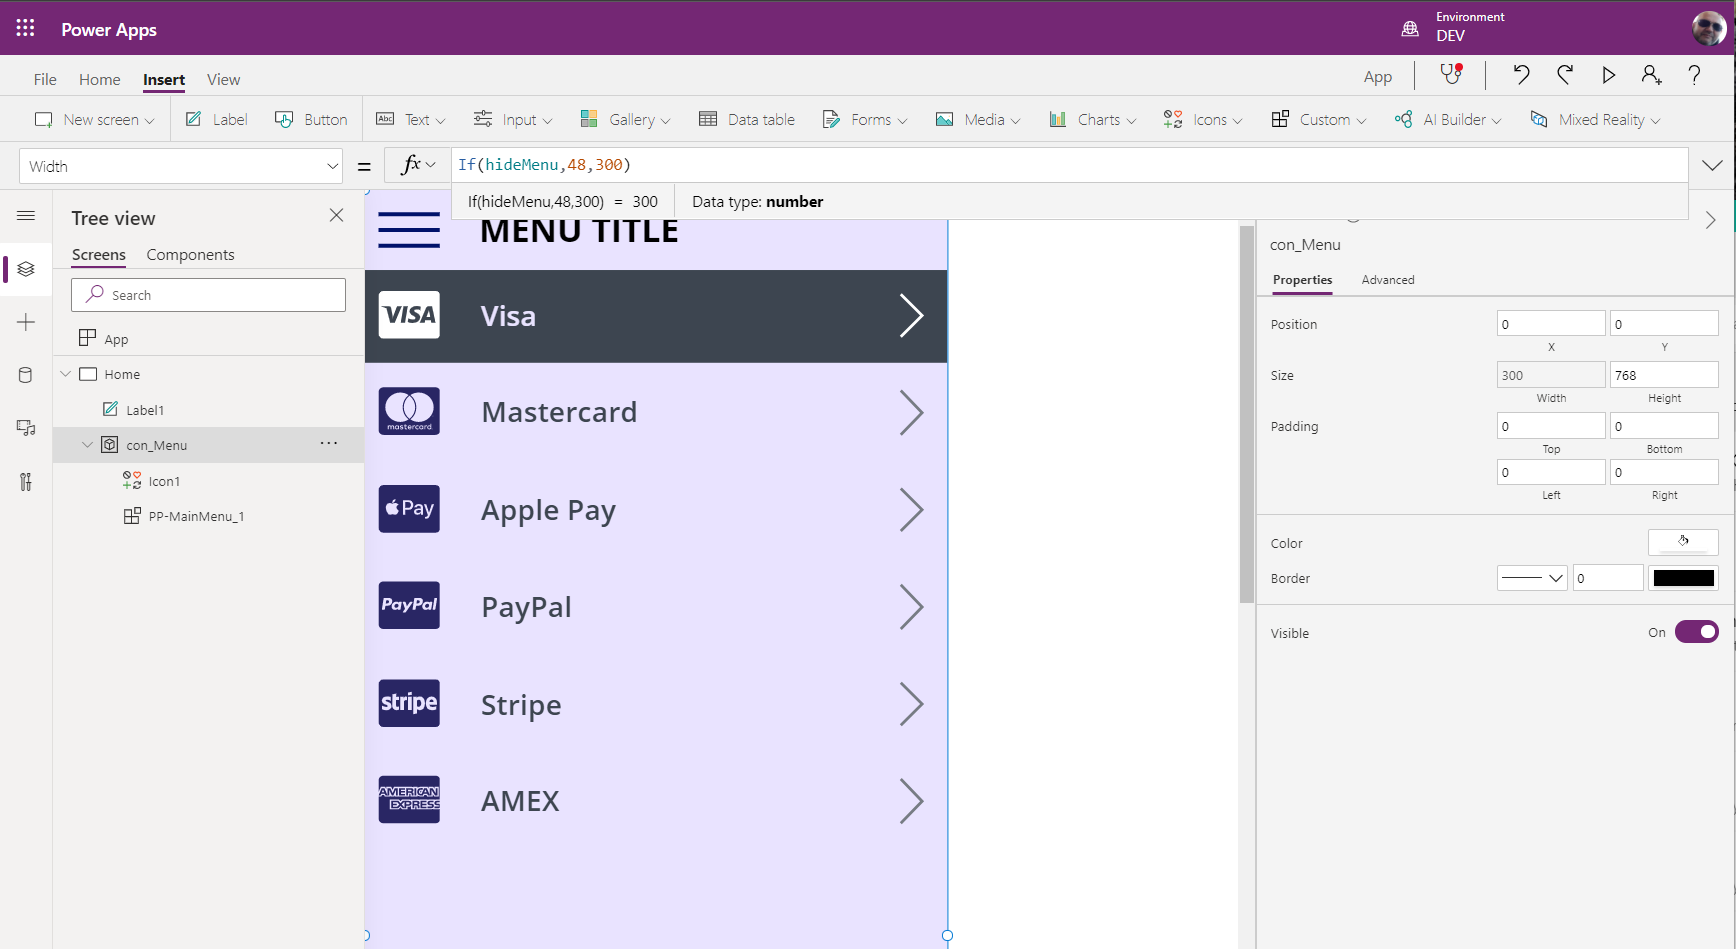 Power Apps
Environment
DEV
File Home Insert View
App
New screen Label Button Text Input Gallery Data table Forms Media Charts Icons Custom AI Builder Mixed Reality
Abc
Width = fx If(hideMenu,48,300)
If(hideMenu,48,300) = 300 Data type: number
Tree view
Screens Components
Search
App
Home
Label1
con_Menu ...
Icon1
PP-MainMenu_1
MENU TITLE
VISA Visa
mastercard Mastercard
Pay Apple Pay
PayPal PayPal
stripe Stripe
AMERICAN EXPRESS AMEX
con_Menu
Properties Advanced
Position 0 0
X Y
Size 300 768
Width Height
Padding 0 0
Top Bottom
0 0
Left Right
Color
Border 0
Visible On